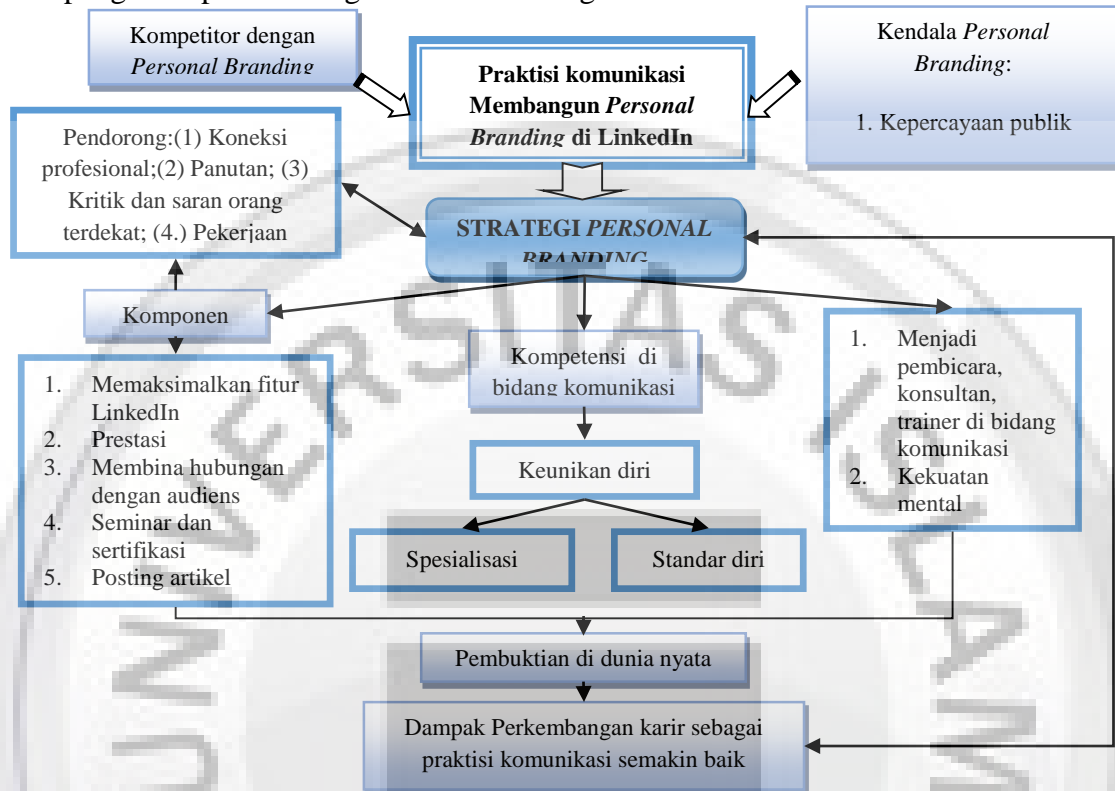 Kompetitor dengan
Personal Branding
Praktisi komunikasi
Membangun Personal
Branding di LinkedIn
Kendala Personal
Branding:
1. Kepercayaan publik
Pendorong:(1) Koneksi
profesional;(2) Panutan; (3)
Kritik dan saran orang
terdekat; (4.) Pekerjaan
STRATEGI PERSONAL
BRANDING
Komponen
1. Memaksimalkan fitur
LinkedIn
2. Prestasi
3. Membina hubungan
dengan audiens
4. Seminar dan
sertifikasi
5. Posting artikel
Kompetensi di
bidang komunikasi
Keunikan diri
Spesialisasi
Standar diri
1. Menjadi
pembicara,
konsultan,
trainer di bidang
komunikasi
2. Kekuatan
mental
Pembuktian di dunia nyata
Dampak Perkembangan karir sebagai
praktisi komunikasi semakin baik
UNIVERSITAS ISLAM